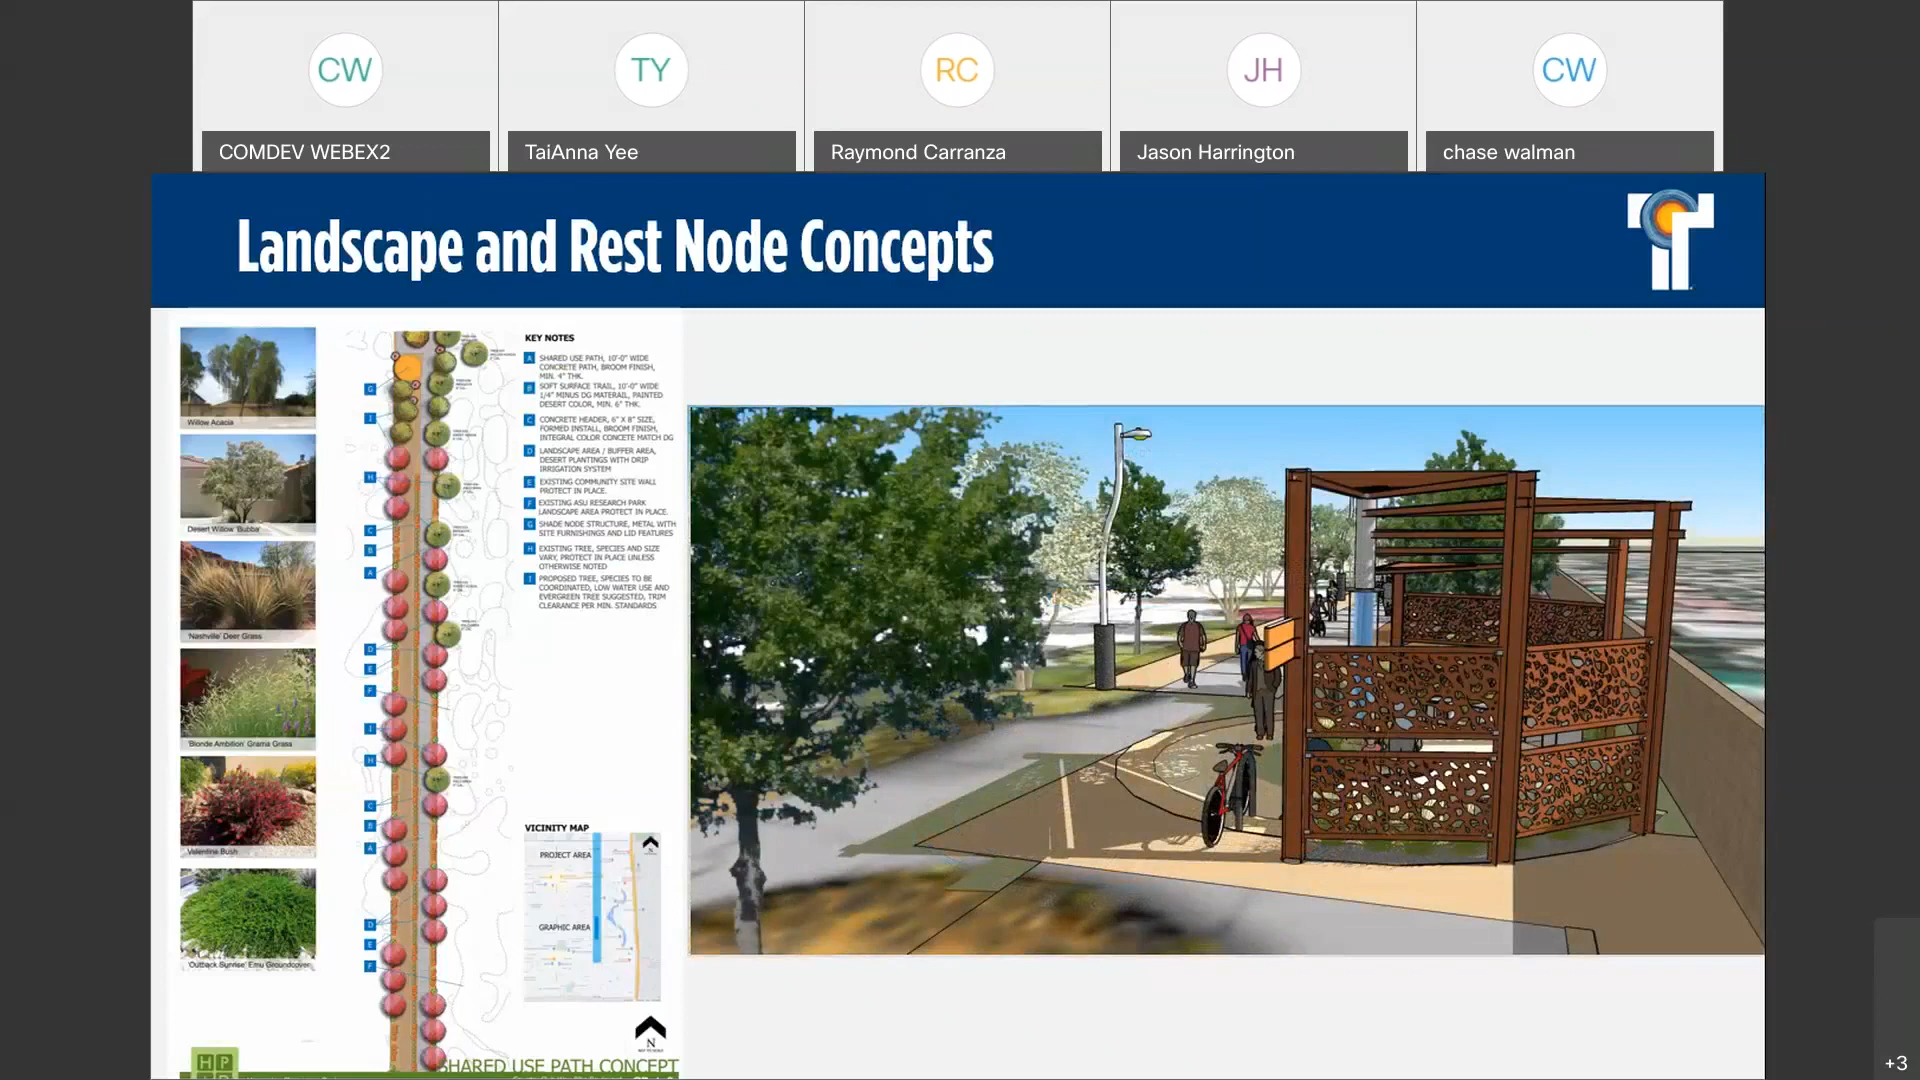 CW
TY
RC
JH
CW
COMDEV WEBEX2
TaiAnna Yee
Raymond Carranza
Jason Harrington
chase walman
Landscape and Rest Node Concepts
Willow Acacia
Desert Willow 'Bubba'
'Nashville' Deer Grass
'Blonde Ambition' Grama Grass
Valentine Bush
'Outback Sunrise' Emu Groundcover
G
I
H
C
B
A
D
E
F
I
H
C
B
A
D
E
F
KEY NOTES
A SHARED USE PATH, 10'-0" WIDE
CONCRETE PATH, BROOM FINISH,
MIN. 4" THK.
B SOFT SURFACE TRAIL, 10'-0" WIDE
1/4" MINUS DG MATERAIL, PAINTED
DESERT COLOR, MIN. 6" THK.
C CONCRETE HEADER, 6" X 8" SIZE,
FORMED INSTALL, BROOM FINISH,
INTEGRAL COLOR CONCETE MATCH DG
D LANDSCAPE AREA / BUFFER AREA,
DESERT PLANTINGS WITH DRIP
IRRIGATION SYSTEM
E EXISTING COMMUNITY SITE WALL
PROTECT IN PLACE.
F EXISTING ASU RESEARCH PARK
LANDSCAPE AREA PROTECT IN PLACE.
G SHADE NODE STRUCTURE, METAL WITH
SITE FURNISHINGS AND LID FEATURES
H EXISTING TREE, SPECIES AND SIZE
VARY, PROTECT IN PLACE UNLESS
OTHERWISE NOTED
I PROPOSED TREE, SPECIES TO BE
COORDINATED, LOW WATER USE AND
EVERGREEN TREE SUGGESTED, TRIM
CLEARANCE PER MIN. STANDARDS
VICINITY MAP
PROJECT AREA
N
GRAPHIC AREA
N
NOT TO SCALE
HP
SHARED USE PATH CONCEPT
+3